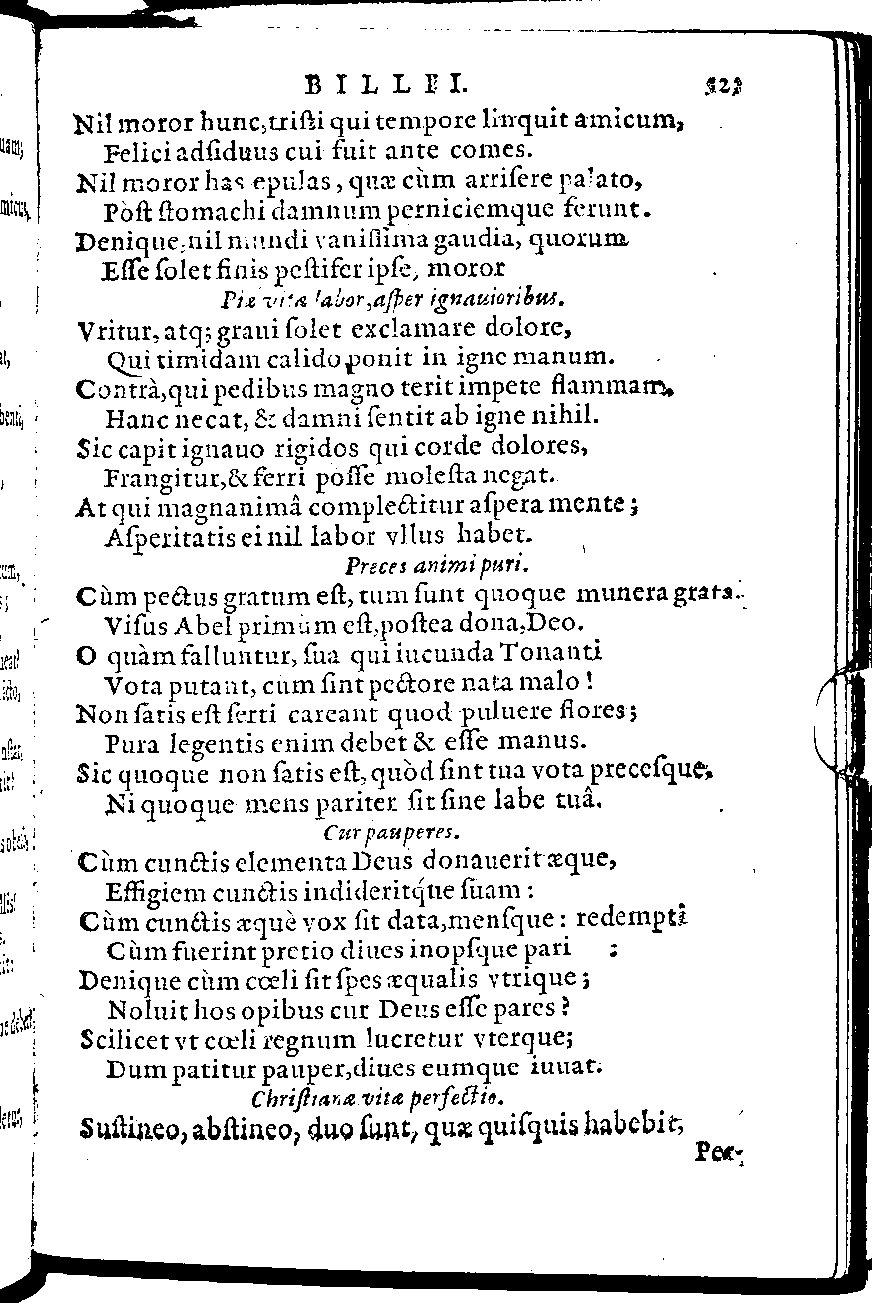 BILLEI. 323
Nil moror hunc, tristi qui tempore linquit amicum,
Felici adsiduus cui fuit ante comes.
Nil moror has epulas, quæ cùm arrisere palato,
Pòst stomachi damnum perniciemque ferunt.
Denique, nil mundi vanissima gaudia, quorum
Esse solet finis pestifer ipse, moror
Piæ vitæ labor, asper ignauioribus.
Vritur, atq; graui solet exclamare dolore,
Qui timidam calido ponit in igne manum.
Contrà, qui pedibus magno terit impete flammam,
Hanc necat, & damni sentit ab igne nihil.
Sic capit ignauo rigidos qui corde dolores,
Frangitur, & ferri posse molesta negat.
At qui magnanimâ complectitur aspera mente;
Asperitatis ei nil labor vllus habet.
Preces animi puri.
Cùm pectus gratum est, tum sunt quoque munera grata.
Visus Abel primùm est, postea dona, Deo.
O quàm falluntur, sua qui iucunda Tonanti
Vota putant, cum sint pectore nata malo!
Non satis est serti careant quod puluere flores;
Pura legentis enim debet & esse manus.
Sic quoque non satis est, quòd sint tua vota precesque,
Ni quoque mens pariter sit sine labe tuâ.
Cur pauperes.
Cùm cunctis elementa Deus donauerit æque,
Effigiem cunctis indideritq́ue suam:
Cùm cunctis æquè vox sit data, mensque: redempti
Cùm fuerint pretio diues inopsque pari :
Denique cùm cœli sit spes æqualis vtrique;
Noluit hos opibus cur Deus esse pares?
Scilicet vt cœli regnum lucretur vterque;
Dum patitur pauper, diues eumque iuuat.
Christianæ vitæ perfectio.
Sustineo, abstineo, duo sunt, quæ quisquis habebit,
Per-